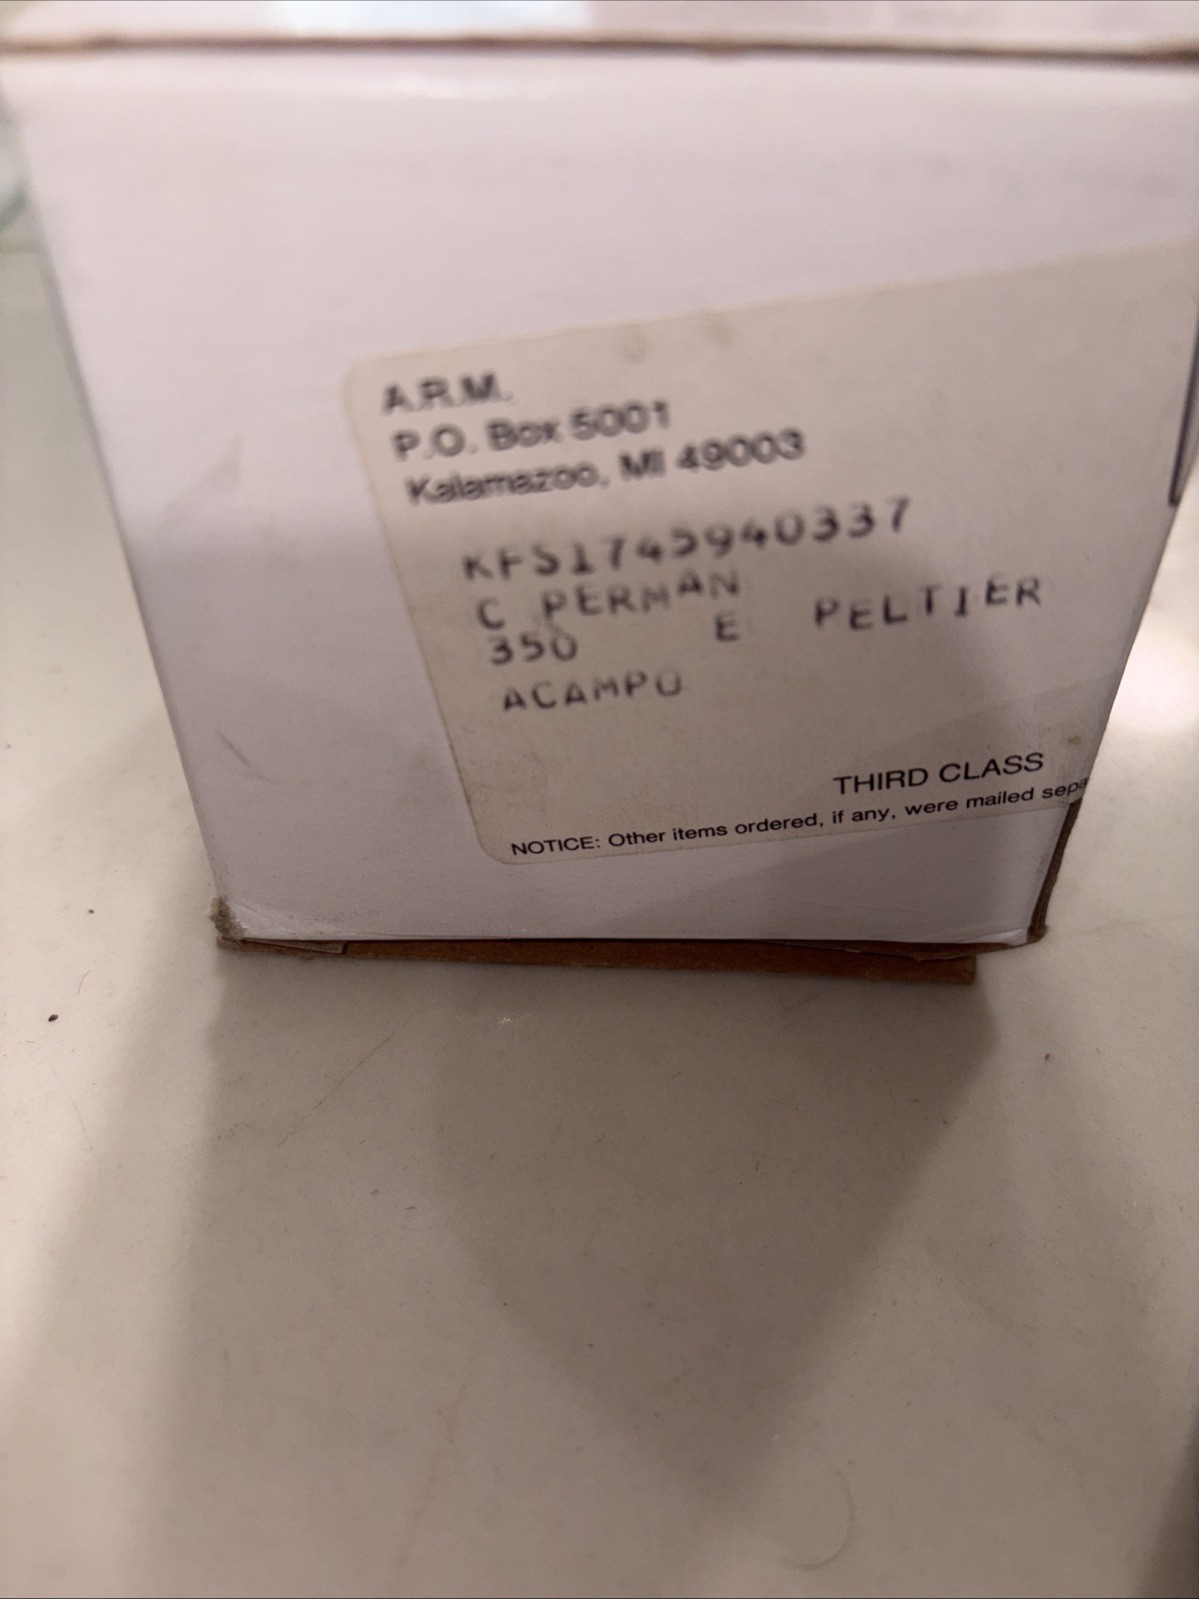 A.R.M.
P.O. Box 5001
Kalamazoo, MI 49003
KFS1745940337
C PERMAN
350 E PELTIER
ACAMPO
THIRD CLASS
NOTICE: Other items ordered, if any, were mailed sepa